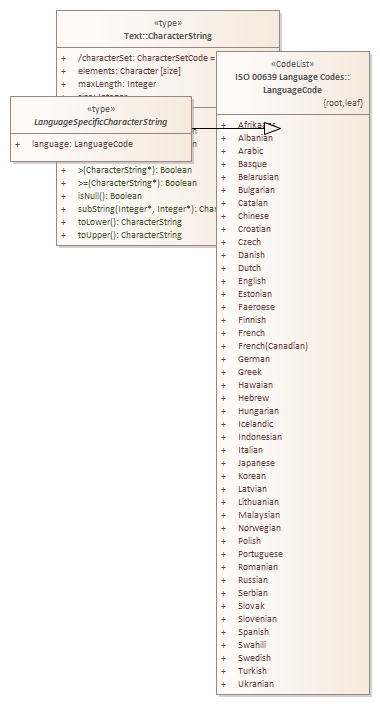 «type»
Text::CharacterString
+ /characterSet: CharacterSetCode =
+ elements: Character [size]
+ maxLength: Integer
«type»
LanguageSpecificCharacterString
+ language: LanguageCode
+ >(CharacterString*): Boolean
+ >=(CharacterString*): Boolean
+ isNull(): Boolean
+ subString(Integer*, Integer*):
+ toLower(): CharacterString
+ toUpper(): CharacterString
«CodeList»
ISO 00639 Language Codes::
LanguageCode
{root,leaf}
+ Afrikaans
+ Albanian
+ Arabic
+ Basque
+ Belarusian
+ Bulgarian
+ Catalan
+ Chinese
+ Croatian
+ Czech
+ Danish
+ Dutch
+ English
+ Estonian
+ Faeroese
+ Finnish
+ French
+ French(Canadian)
+ German
+ Greek
+ Hawaian
+ Hebrew
+ Hungarian
+ Icelandic
+ Indonesian
+ Italian
+ Japanese
+ Korean
+ Latvian
+ Lithuanian
+ Malaysian
+ Norwegian
+ Polish
+ Portuguese
+ Romanian
+ Russian
+ Serbian
+ Slovak
+ Slovenian
+ Spanish
+ Swahili
+ Swedish
+ Turkish
+ Ukranian